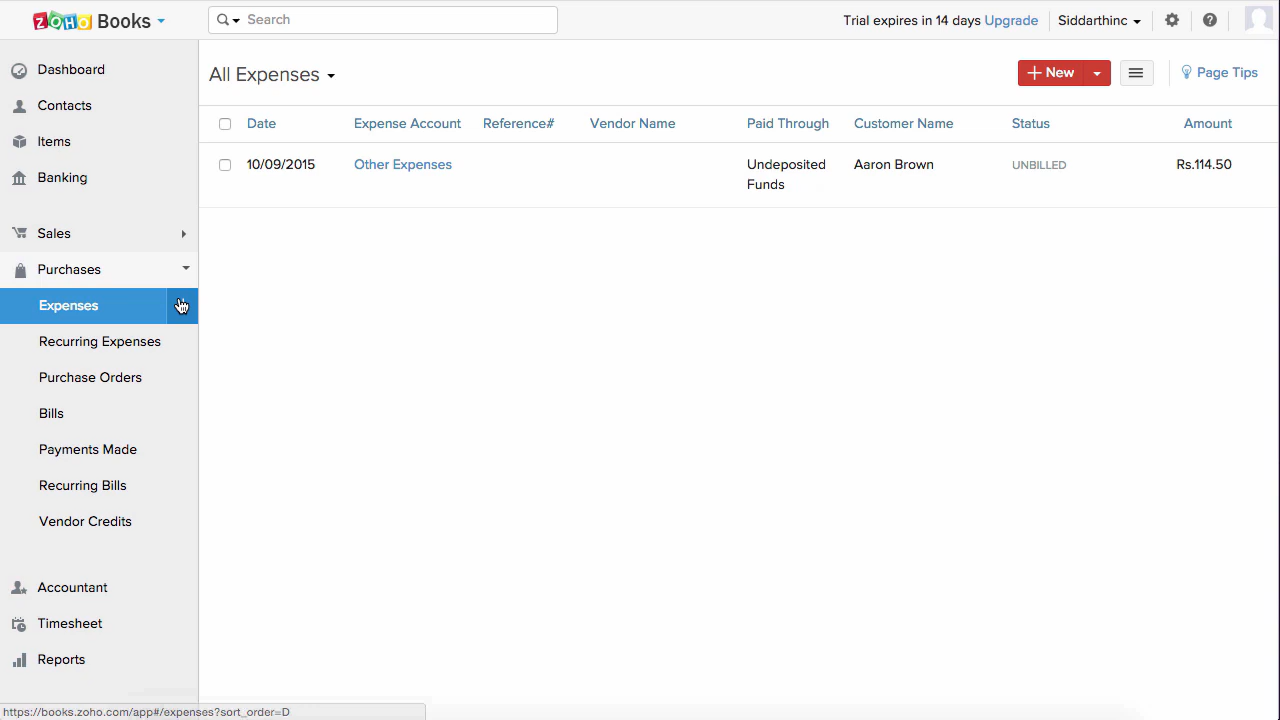 ZOHO Books
Search
Trial expires in 14 days Upgrade
Siddarthinc
Dashboard
Contacts
Items
Banking
Sales
Purchases
Expenses
Recurring Expenses
Purchase Orders
Bills
Payments Made
Recurring Bills
Vendor Credits
Accountant
Timesheet
Reports
All Expenses
New
Page Tips
Date Expense Account Reference# Vendor Name Paid Through Customer Name Status Amount
10/09/2015 Other Expenses Undeposited Aaron Brown UNBILLED Rs.114.50
Funds
https://books.zoho.com/app#/expenses?sort_order=D